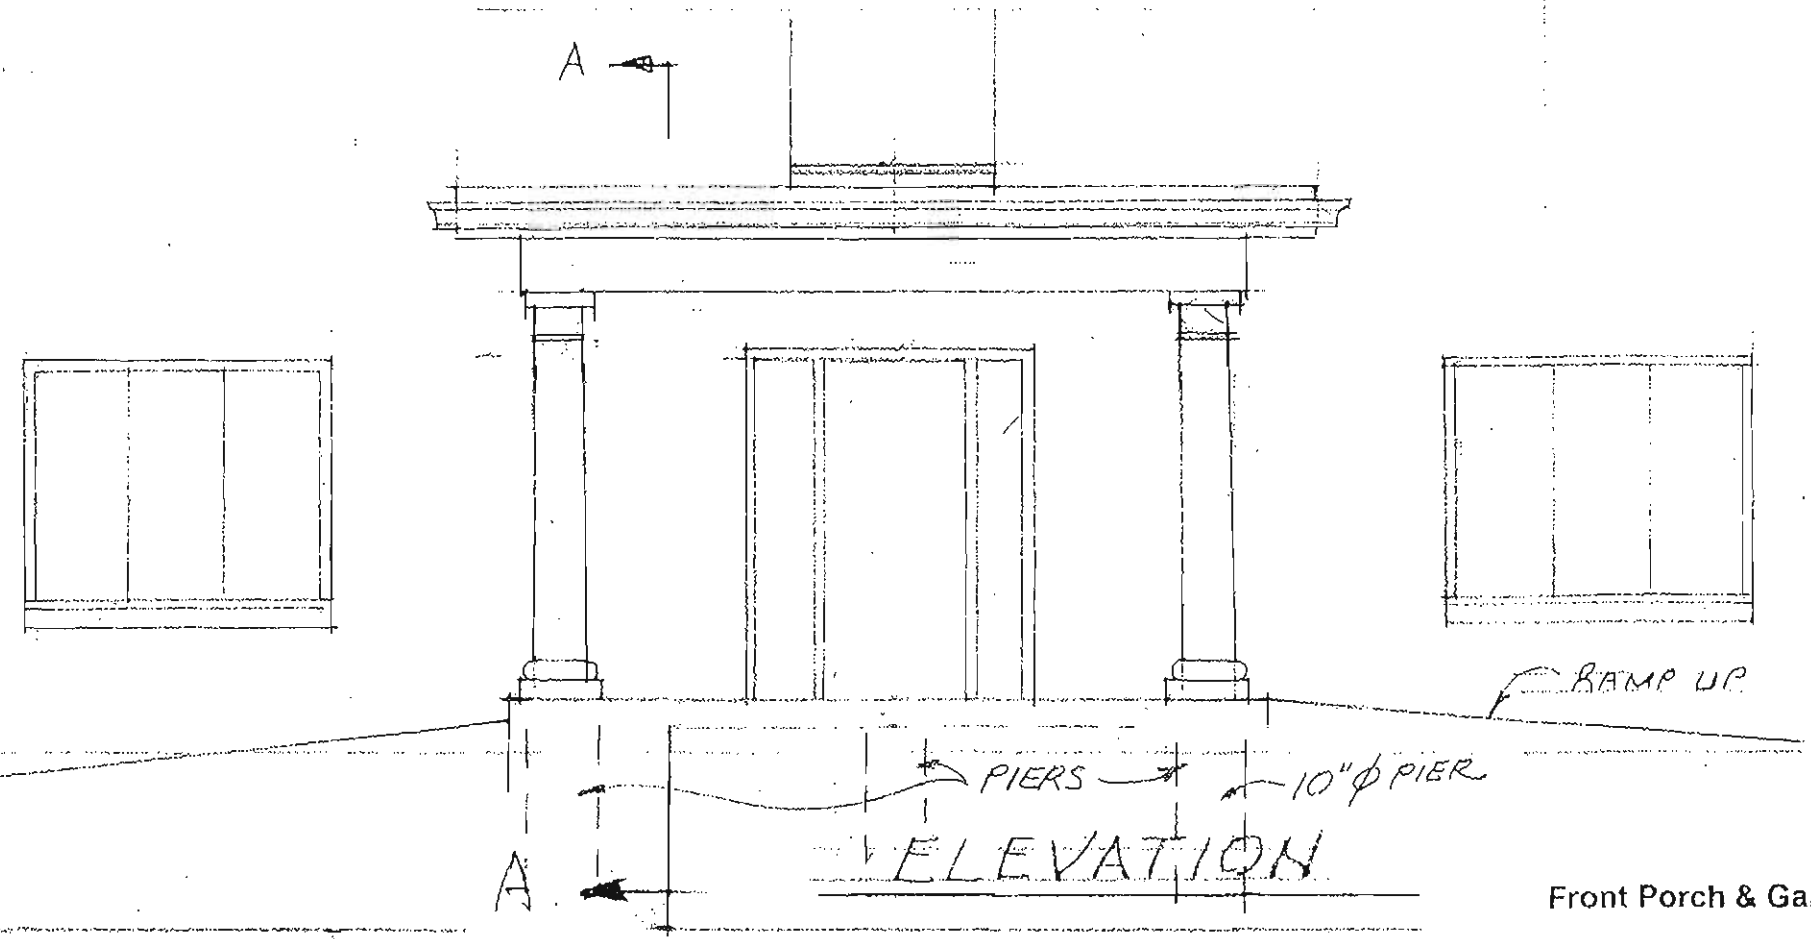 A
RAMP UP
PIERS
10"φ PIER
ELEVATION
A
Front Porch & Ga